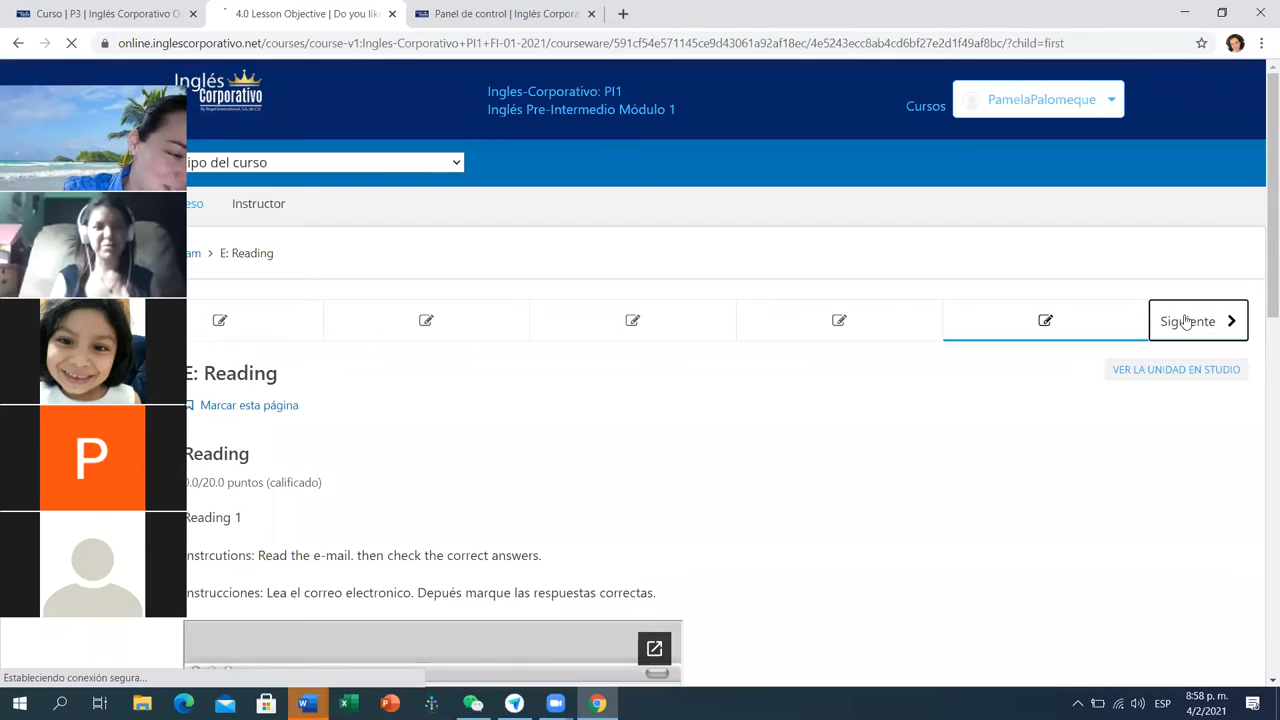 Curso | P3 | Inglés Corporativo O
4.0 Lesson Objective | Do you lik
Panel de control | Inglés Corpora
online.inglescorporativo.net/courses/course-v1:Ingles-Corporativo+PI1+FI-01-2021/courseware/591cf54e571145ce9d43061a92af18ec/4e5243ecc8ab4cd6bf27e2d1f49af8bc/?child=first
Inglés
Corporativo
Ingles-Corporativo: PI1
Inglés Pre-Intermedio Módulo 1
Cursos
PamelaPalomeque
ipo del curso
eso
Instructor
am > E: Reading
Siguiente
E: Reading
VER LA UNIDAD EN STUDIO
Marcar esta página
Reading
0.0/20.0 puntos (calificado)
P
Reading 1
nstrcutions: Read the e-mail. then check the correct answers.
nstrucciones: Lea el correo electronico. Depués marque las respuestas correctas.
Estableciendo conexión segura...
ESP
8:58 p. m.
4/2/2021